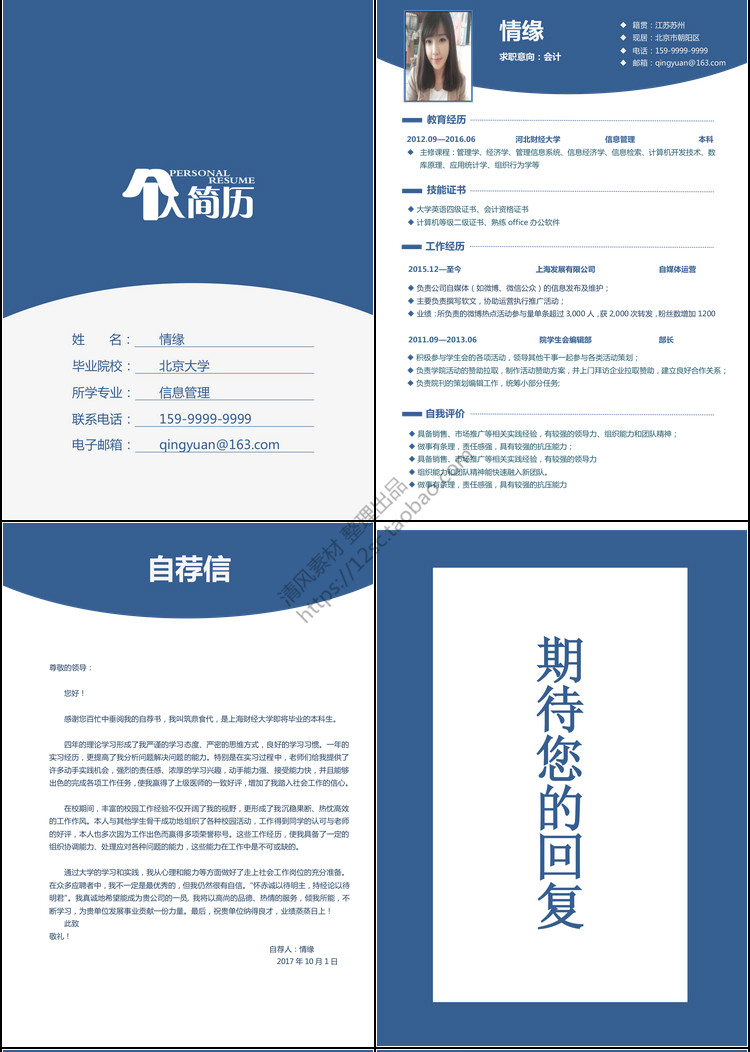 PERSONAL
RESUME
个人简历
姓　　名：　情缘
毕业院校：　北京大学
所学专业：　信息管理
联系电话：　159-9999-9999
电子邮箱：　qingyuan@163.com
情缘
求职意向：会计
◆ 籍贯：江苏苏州
◆ 现居：北京市朝阳区
◆ 电话：159-9999-9999
◆ 邮箱：qingyuan@163.com
教育经历
2012.09—2016.06　河北财经大学　信息管理　本科
◆ 主修课程：管理学、经济学、管理信息系统、信息经济学、信息检索、计算机开发技术、数
库原理、应用统计学、组织行为学等
技能证书
◆ 大学英语四级证书、会计资格证书
◆ 计算机等级二级证书、熟练 office 办公软件
工作经历
2015.12—至今　上海发展有限公司　自媒体运营
◆ 负责公司自媒体（如微博、微信公众）的信息发布及维护；
◆ 主要负责撰写软文，协助运营执行推广活动；
◆ 业绩：所负责的微博热点活动参与量单条超过 3,000 人，获 2,000 次转发，粉丝数增加 1200
2011.09—2013.06　院学生会编辑部　部长
◆ 积极参与学生会的各项活动，领导其他干事一起参与各类活动策划；
◆ 负责学院活动的赞助拉取，制作活动赞助方案，并上门拜访企业拉取赞助，建立良好合作关系；
◆ 负责院刊的策划编辑工作，统筹小部分任务;
自我评价
◆ 具备销售、市场推广等相关实践经验，有较强的领导力、组织能力和团队精神；
◆ 做事有条理，责任感强，具有较强的抗压能力；
◆ 具备销售、市场推广等相关实践经验，有较强的领导力
◆ 组织能力和团队精神能快速融入新团队。
◆ 做事有条理，责任感强，具有较强的抗压能力
清风素材 整理出品
https://12sc.taobao.com
自荐信
尊敬的领导：
您好！
感谢您百忙中垂阅我的自荐书，我叫筑鼎食代，是上海财经大学即将毕业的本科生。
四年的理论学习形成了我严谨的学习态度、严密的思维方式，良好的学习习惯。一年的
实习经历，更提高了我分析问题解决问题的能力。特别是在实习过程中，老师们给我提供了
许多动手实践机会，强烈的责任感、浓厚的学习兴趣，动手能力强、接受能力快，并且能够
出色的完成各项工作任务，使我赢得了上级医师的一致好评，增加了我踏入社会工作的信心。
在校期间，丰富的校园工作经验不仅开阔了我的视野，更形成了我沉稳果断、热忱高效
的工作作风。本人与其他学生骨干成功地组织了各种校园活动，工作得到同学的认可与老师
的好评，本人也多次因为工作出色而赢得多项荣誉称号。这些工作经历，使我具备了一定的
组织协调能力、处理应对各种问题的能力，这些能力在工作中是不可或缺的。
通过大学的学习和实践，我从心理和能力等方面做好了走上社会工作岗位的充分准备。
在众多应聘者中，我不一定是最优秀的，但我仍然很有自信。“怀赤诚以待明主，持经论以待
明君”。我真诚地希望能成为贵公司的一员, 我将以高尚的品德、热情的服务，倾我所能，不
断学习，为贵单位发展事业贡献一份力量。最后，祝贵单位纳得良才，业绩蒸蒸日上！
此致
敬礼！
自荐人：情缘
2017 年 10 月 1 日
期待您的回复